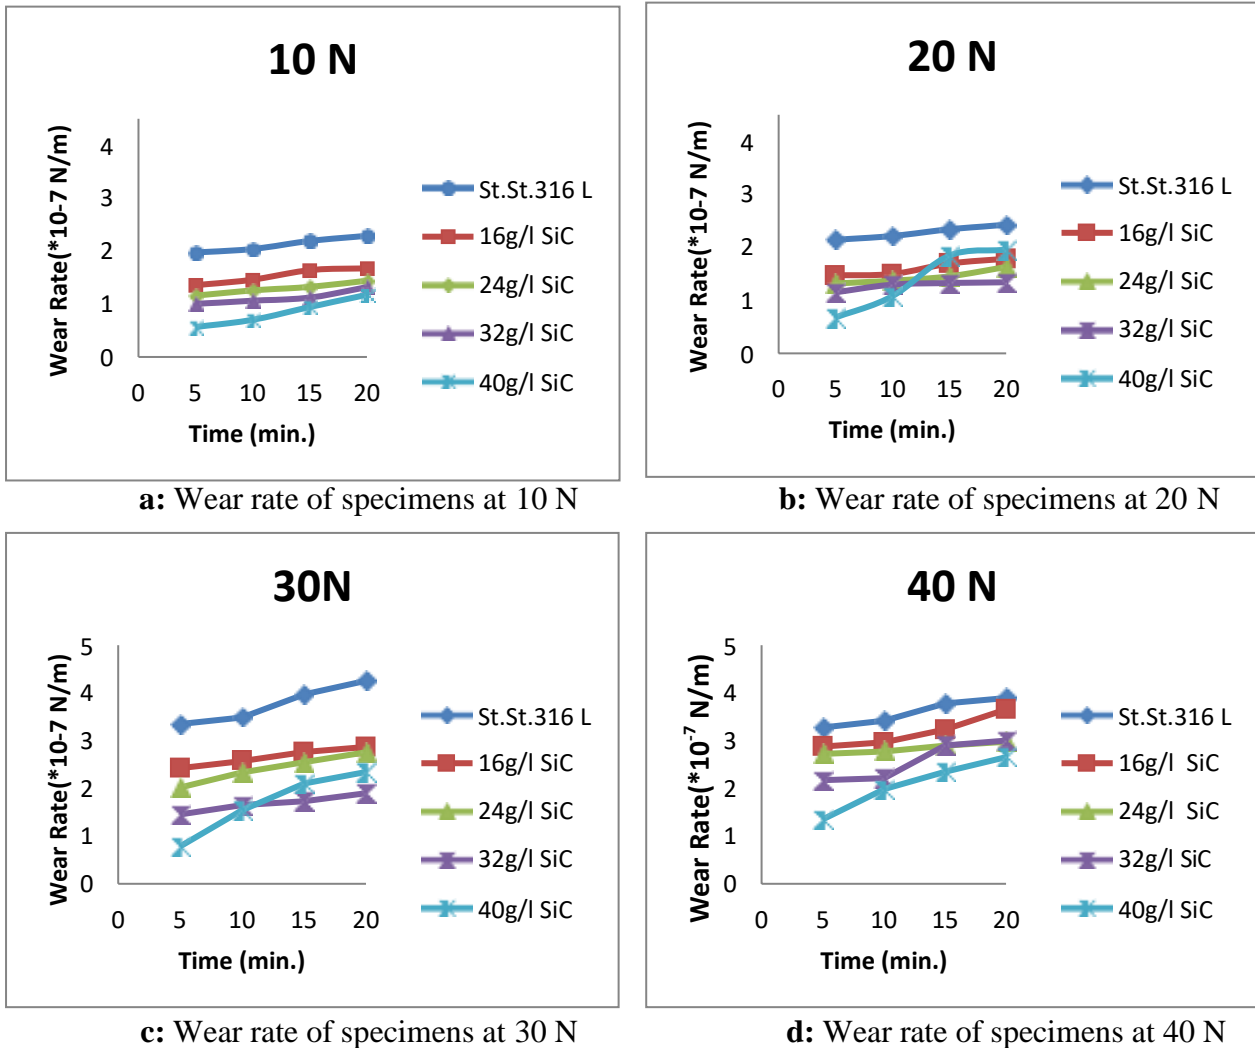 10 N
Wear Rate(*10-7 N/m)
4
3
2
1
0
0 5 10 15 20
Time (min.)
St.St.316 L
16g/l SiC
24g/l SiC
32g/l SiC
40g/l SiC
a: Wear rate of specimens at 10 N
20 N
Wear Rate(*10-7 N/m)
4
3
2
1
0
0 5 10 15 20
Time (min.)
St.St.316 L
16g/l SiC
24g/l SiC
32g/l SiC
40g/l SiC
b: Wear rate of specimens at 20 N
30N
Wear Rate(*10-7 N/m)
5
4
3
2
1
0
0 5 10 15 20
Time (min.)
St.St.316 L
16g/l SiC
24g/l SiC
32g/l SiC
40g/l SiC
c: Wear rate of specimens at 30 N
40 N
Wear Rate(*10⁻⁷ N/m)
5
4
3
2
1
0
0 5 10 15 20
Time (min.)
St.St.316 L
16g/l SiC
24g/l SiC
32g/l SiC
40g/l SiC
d: Wear rate of specimens at 40 N